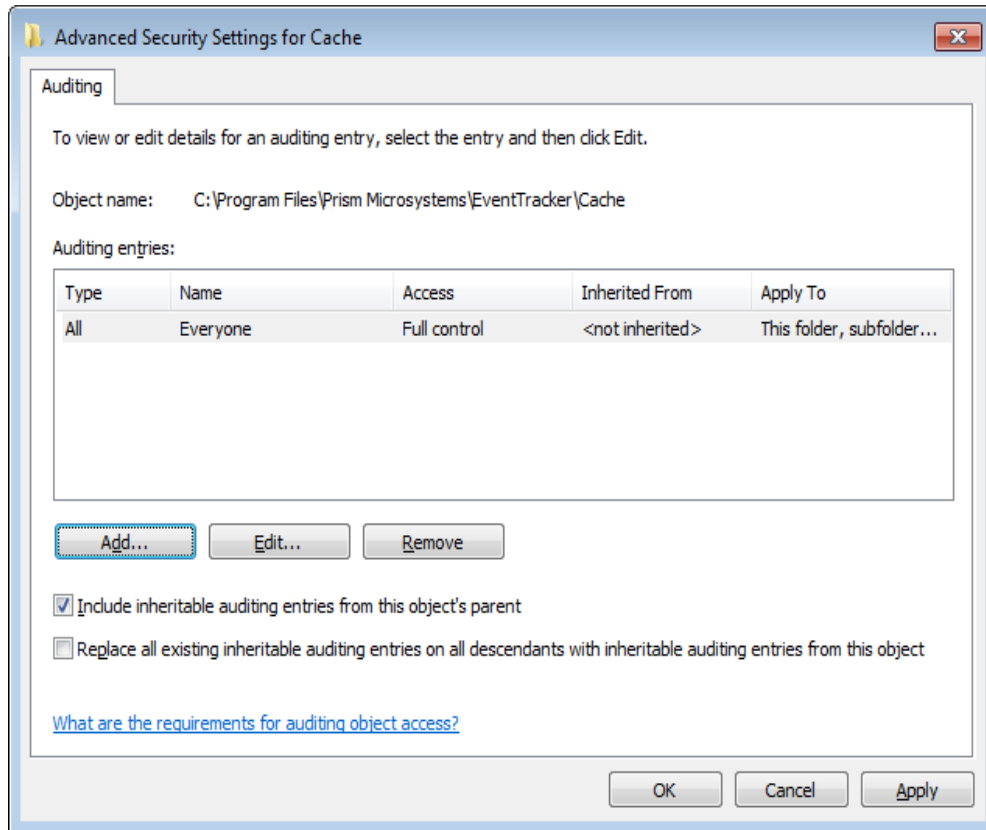 Advanced Security Settings for Cache
Auditing
To view or edit details for an auditing entry, select the entry and then click Edit.
Object name: C:\Program Files\Prism Microsystems\EventTracker\Cache
Auditing entries:
Type Name Access Inherited From Apply To
All Everyone Full control <not inherited> This folder, subfolder...
Add... Edit... Remove
Include inheritable auditing entries from this object's parent
Replace all existing inheritable auditing entries on all descendants with inheritable auditing entries from this object
What are the requirements for auditing object access?
OK Cancel Apply